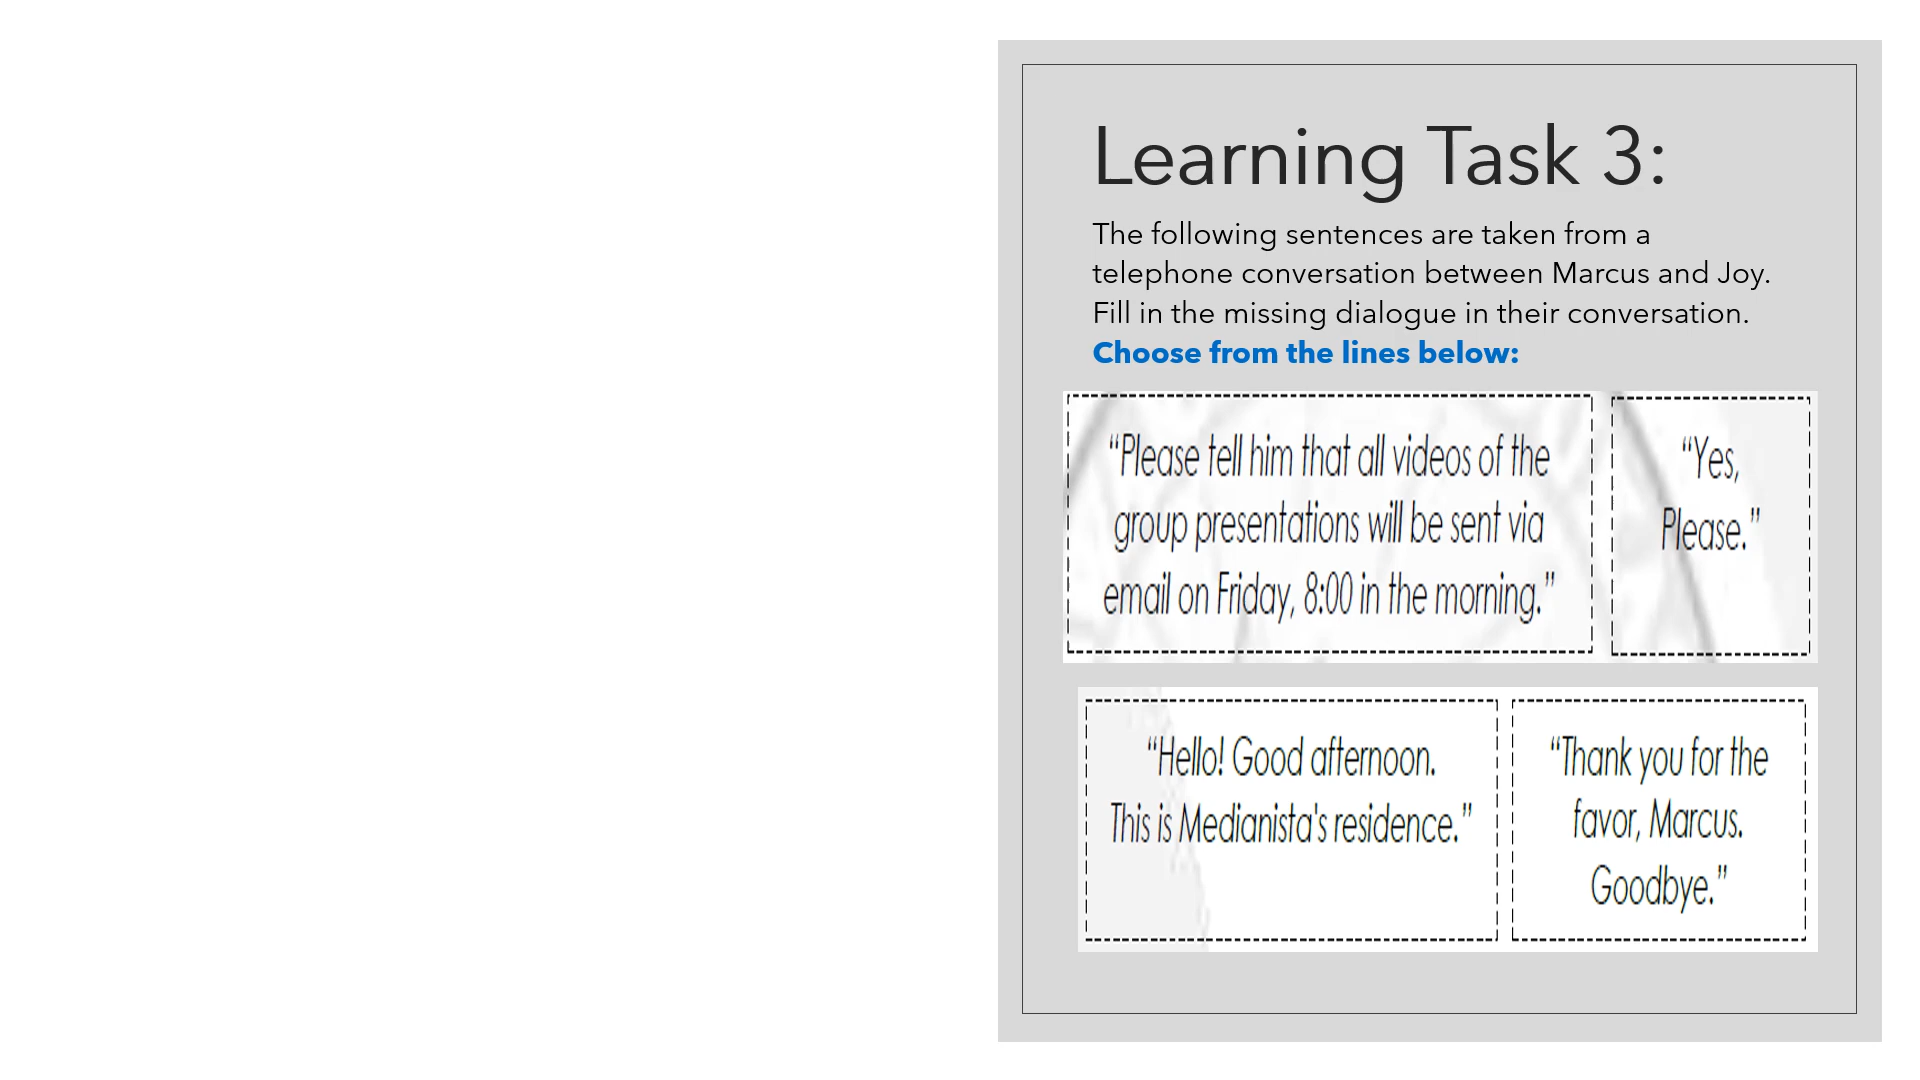 Learning Task 3:
The following sentences are taken from a
telephone conversation between Marcus and Joy.
Fill in the missing dialogue in their conversation.
Choose from the lines below:
“Please tell him that all videos of the
group presentations will be sent via
email on Friday, 8:00 in the morning.”
“Yes,
Please.”
“Hello! Good afternoon.
This is Medianista's residence.”
“Thank you for the
favor, Marcus.
Goodbye.”